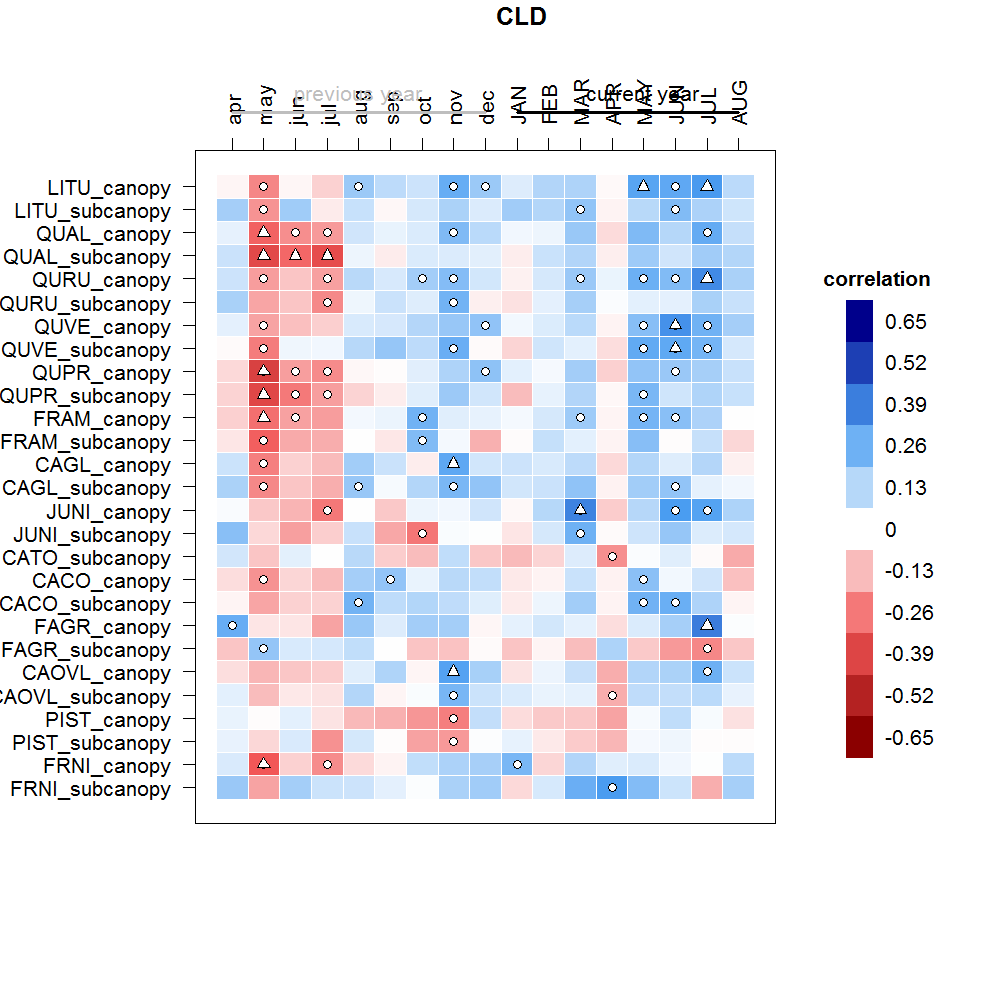 CLD
previous year
current year
apr may jun jul aug sep oct nov dec JAN FEB MAR APR MAY JUN JUL AUG
LITU_canopy
LITU_subcanopy
QUAL_canopy
QUAL_subcanopy
QURU_canopy
QURU_subcanopy
QUVE_canopy
QUVE_subcanopy
QUPR_canopy
QUPR_subcanopy
FRAM_canopy
FRAM_subcanopy
CAGL_canopy
CAGL_subcanopy
JUNI_canopy
JUNI_subcanopy
CATO_subcanopy
CACO_canopy
CACO_subcanopy
FAGR_canopy
FAGR_subcanopy
CAOVL_canopy
CAOVL_subcanopy
PIST_canopy
PIST_subcanopy
FRNI_canopy
FRNI_subcanopy
correlation
0.65
0.52
0.39
0.26
0.13
0
-0.13
-0.26
-0.39
-0.52
-0.65